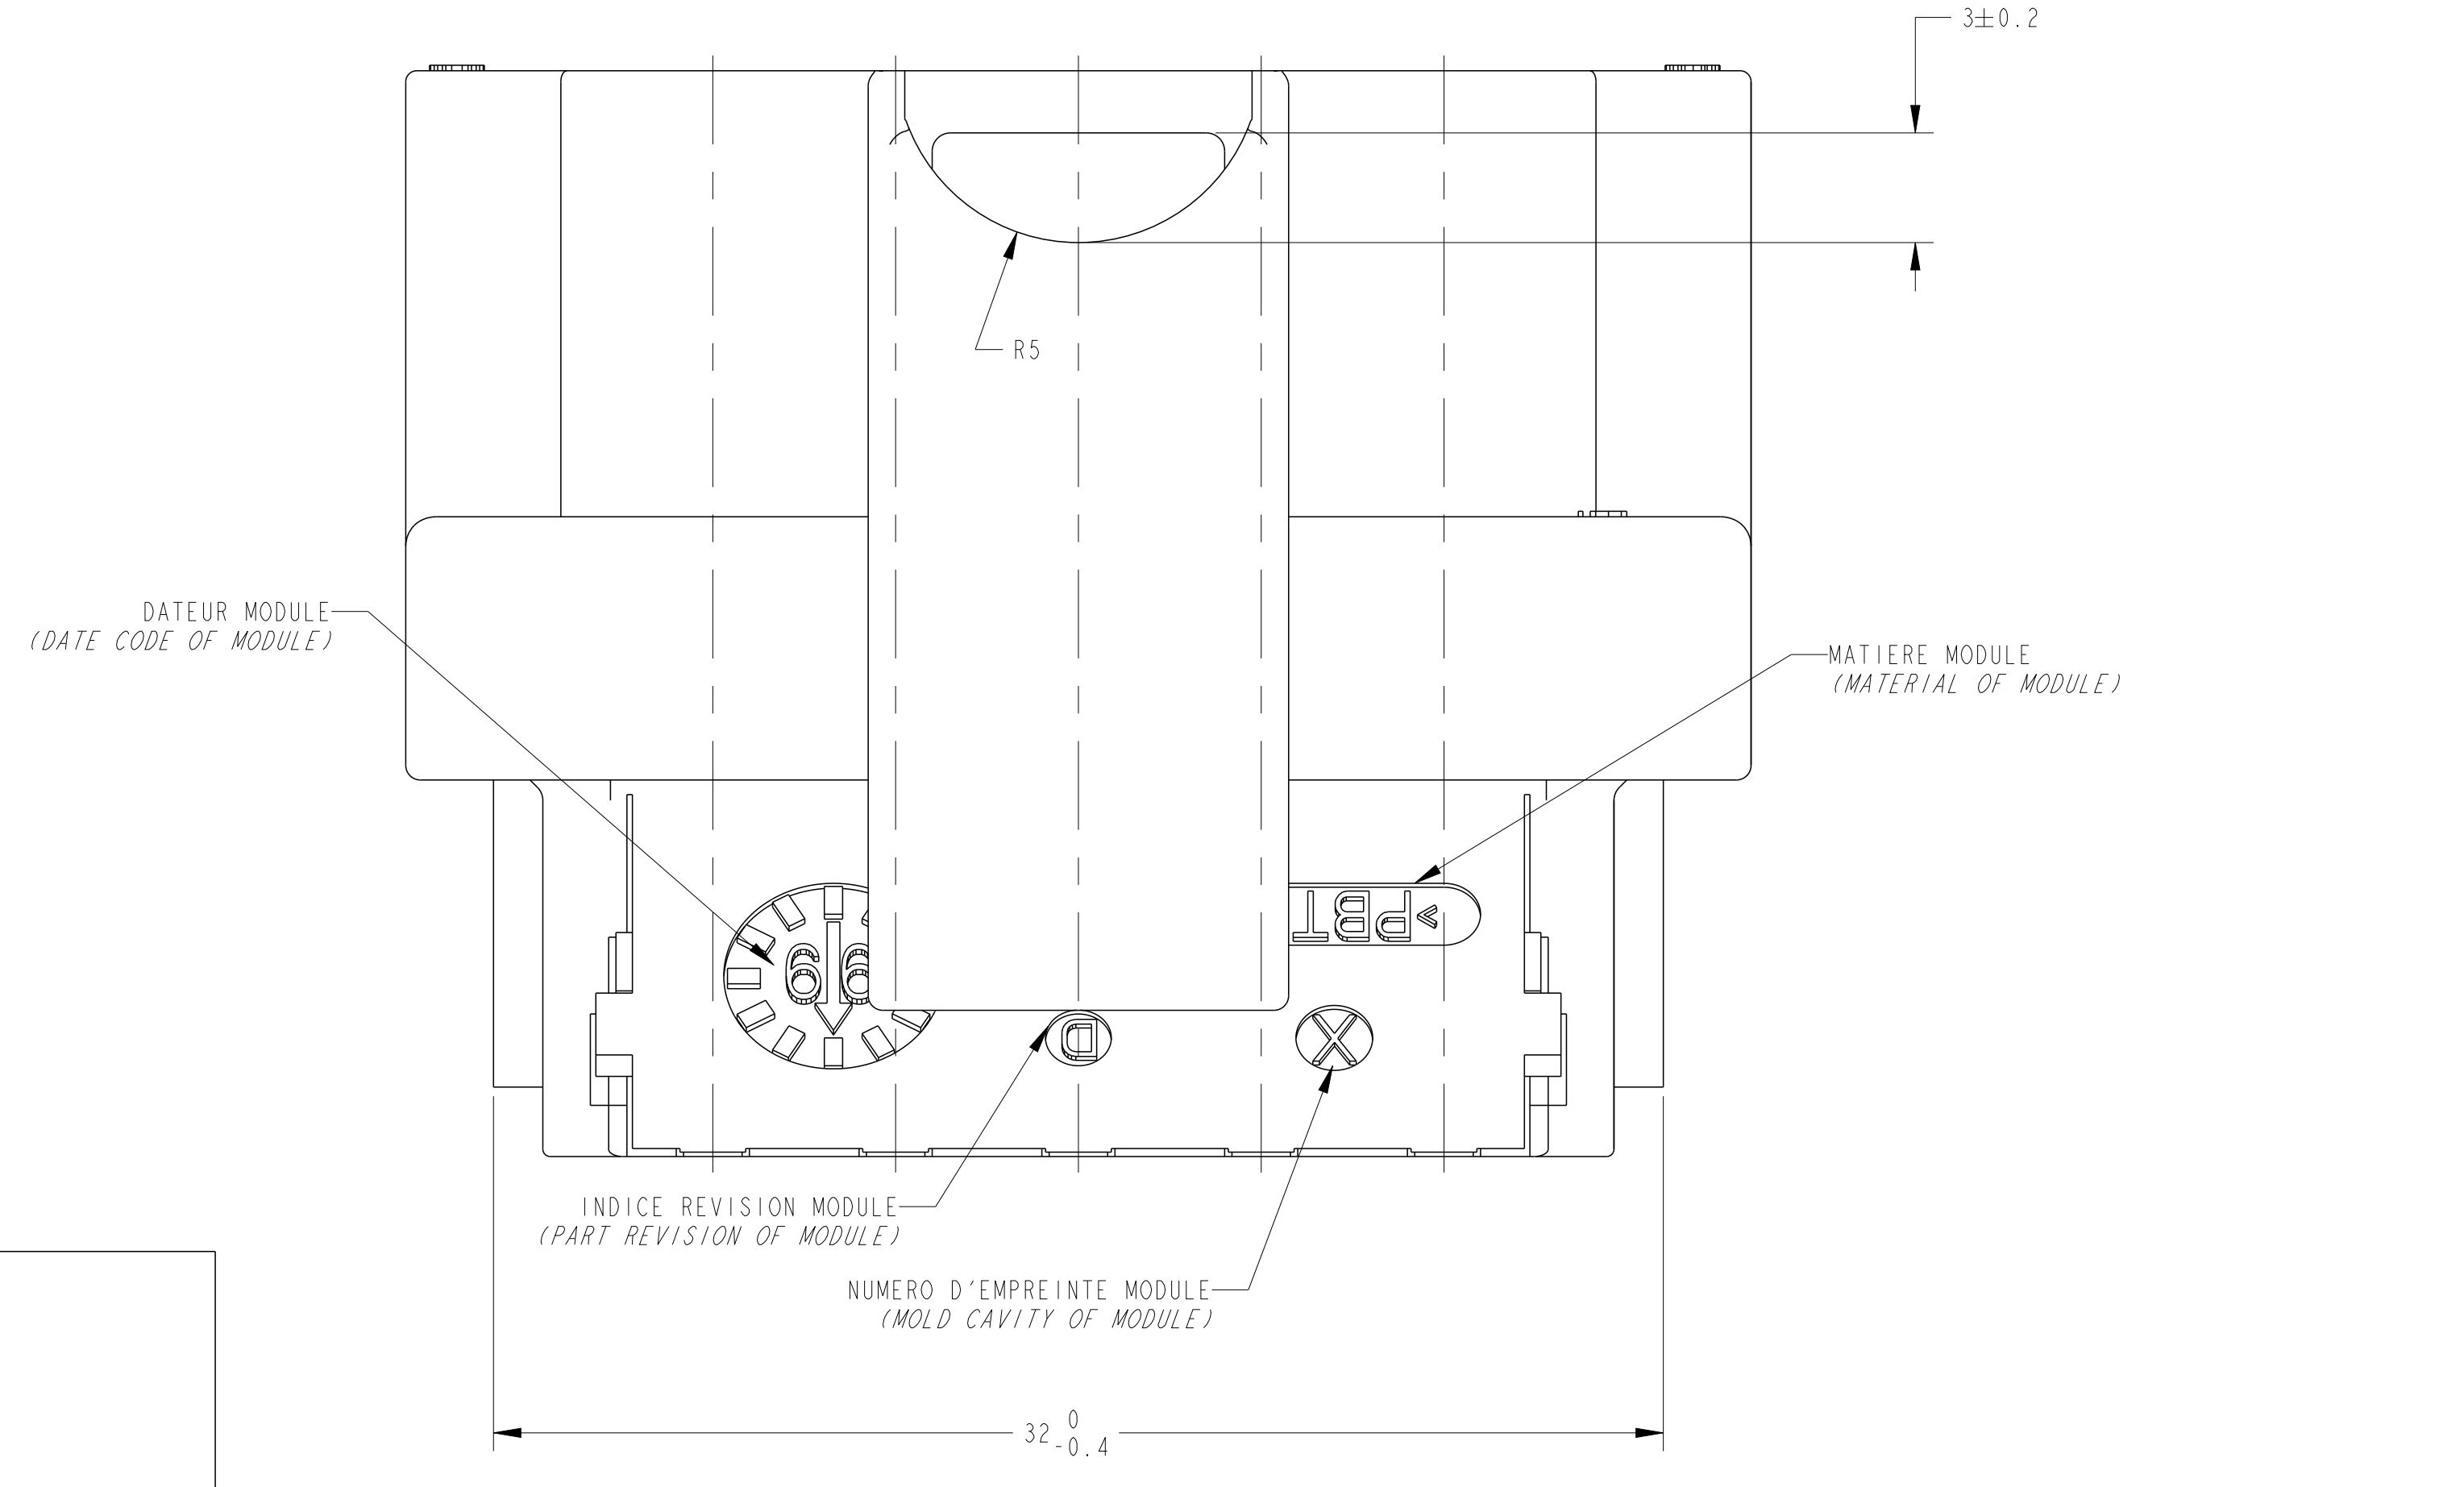 3±0.2
R5
DATEUR MODULE
(DATE CODE OF MODULE)
MATIERE MODULE
(MATERIAL OF MODULE)
>PBT
D
X
INDICE REVISION MODULE
(PART REVISION OF MODULE)
NUMERO D'EMPREINTE MODULE
(MOLD CAVITY OF MODULE)
32 0
-0.4